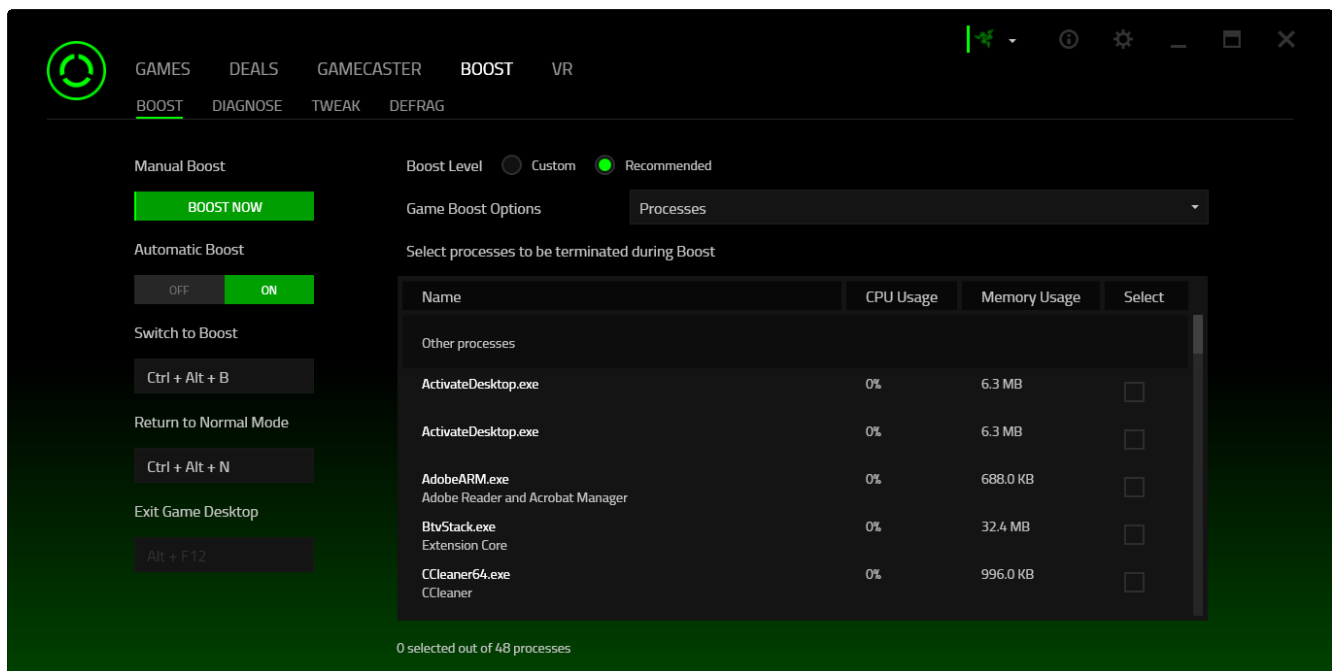 GAMES DEALS GAMECASTER BOOST VR
BOOST DIAGNOSE TWEAK DEFRAG
Manual Boost
BOOST NOW
Automatic Boost
OFF ON
Switch to Boost
Ctrl + Alt + B
Return to Normal Mode
Ctrl + Alt + N
Exit Game Desktop
Alt + F12
Boost Level Custom Recommended
Game Boost Options Processes
Select processes to be terminated during Boost
Name CPU Usage Memory Usage Select
Other processes
ActivateDesktop.exe 0% 6.3 MB
ActivateDesktop.exe 0% 6.3 MB
AdobeARM.exe 0% 688.0 KB
Adobe Reader and Acrobat Manager
BtvStack.exe 0% 32.4 MB
Extension Core
CCleaner64.exe 0% 996.0 KB
CCleaner
0 selected out of 48 processes